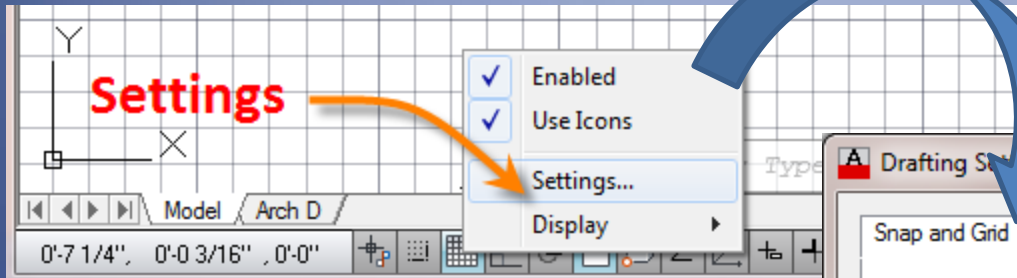 Y
Settings
X
Enabled
Use Icons
Settings...
Display
Type
Drafting
Snap and Grid
Model
Arch D
0'-7 1/4", 0'-0 3/16" , 0'-0"